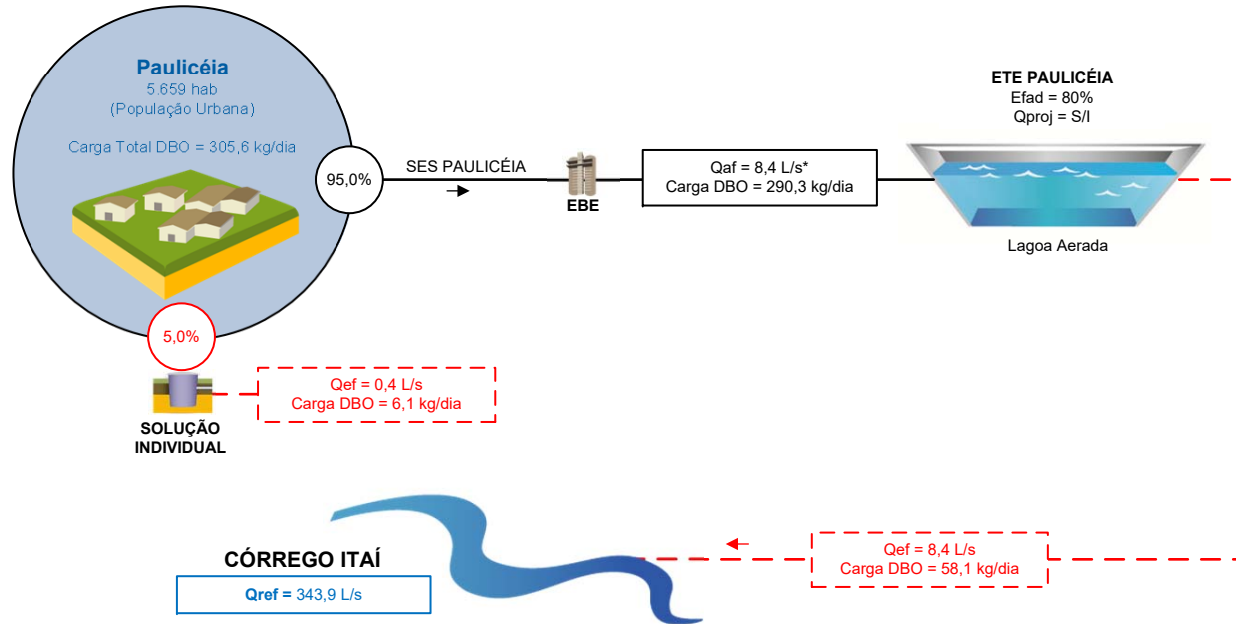 Paulicéia
5.659 hab
(População Urbana)
Carga Total DBO = 305,6 kg/dia
95,0%
SES PAULICÉIA
EBE
Qaf = 8,4 L/s*
Carga DBO = 290,3 kg/dia
ETE PAULICÉIA
Efad = 80%
Qproj = S/I
Lagoa Aerada
5,0%
SOLUÇÃO
INDIVIDUAL
Qef = 0,4 L/s
Carga DBO = 6,1 kg/dia
CÓRREGO ITAÍ
Qref = 343,9 L/s
Qef = 8,4 L/s
Carga DBO = 58,1 kg/dia